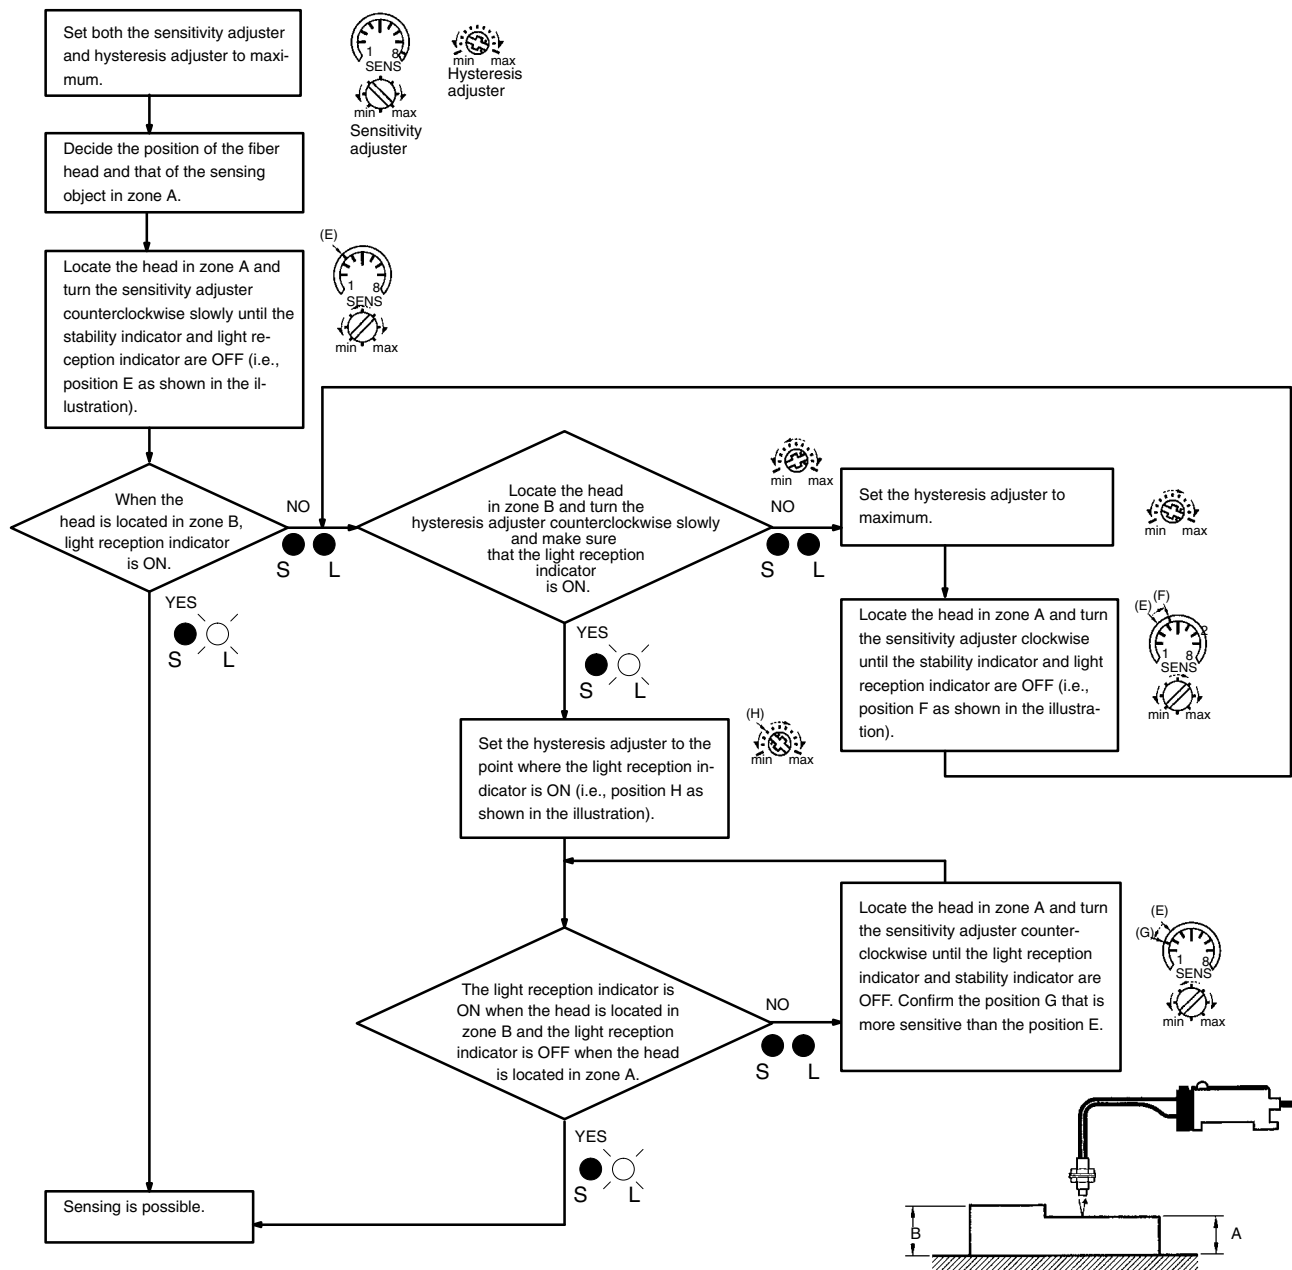 Set both the sensitivity adjuster
and hysteresis adjuster to maxi-
mum.
1 8
SENS
min max
Sensitivity
adjuster
min max
Hysteresis
adjuster
Decide the position of the fiber
head and that of the sensing
object in zone A.
Locate the head in zone A and
turn the sensitivity adjuster
counterclockwise slowly until the
stability indicator and light re-
ception indicator are OFF (i.e.,
position E as shown in the il-
lustration).
(E)
1 8
SENS
min max
When the
head is located in zone B,
light reception indicator
is ON.
NO
S L
YES
S L
Locate the head
in zone B and turn the
hysteresis adjuster counterclockwise slowly
and make sure
that the light reception
indicator
is ON.
min max
NO
S L
Set the hysteresis adjuster to
maximum.
min max
Locate the head in zone A and turn
the sensitivity adjuster clockwise
until the stability indicator and light
reception indicator are OFF (i.e.,
position F as shown in the illustra-
tion).
(E) (F)
2
1 8
SENS
min max
YES
S L
Set the hysteresis adjuster to the
point where the light reception in-
dicator is ON (i.e., position H as
shown in the illustration).
(H)
min max
The light reception indicator is
ON when the head is located in
zone B and the light reception
indicator is OFF when the head
is located in zone A.
NO
S L
Locate the head in zone A and turn
the sensitivity adjuster counter-
clockwise until the light reception
indicator and stability indicator are
OFF. Confirm the position G that is
more sensitive than the position E.
(E)
(G)
1 8
SENS
min max
YES
S L
Sensing is possible.
B A